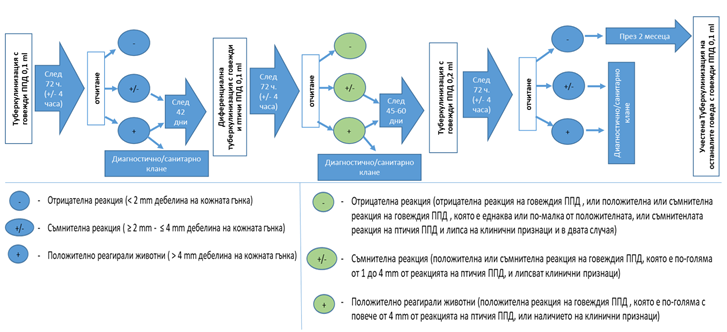 Туберкулинизация с
говежди ППД 0,1 ml
След
72 ч.
(+/- 4
часа)
отчитане
-
+/-
+
След
42
дни
Диагностично/санитарно
клане
Диференциална
туберкулинизация с говежди
и птичи ППД 0,1 ml
След
72 ч.
(+/- 4
часа)
отчитане
-
+/-
+
След
45-60
дни
Диагностично/санитарно
клане
Туберкулинизация с
говежди ППД 0,2 ml
След
72 ч.
(+/- 4
часа)
отчитане
-
+/-
+
През 2 месеца
Диагностично/санитарно
клане
Учестена Туберкулинизация на
останалите говеда с говежди ППД 0,1 ml
- - Отрицателна реакция (< 2 mm дебелина на кожната гънка)
+/- - Съмнителна реакция ( ≥ 2 mm - ≤ 4 mm дебелина на кожната гънка)
+ - Положително реагирали животни ( > 4 mm дебелина на кожната гънка)
- - Отрицателна реакция (отрицателна реакция на говеждия ППД , или положителна или съмнителна
реакция на говеждия ППД , която е еднаква или по-малка от положителната, или съмнителната
реакция на птичия ППД и липса на клинични признаци и в двата случая)
+/- - Съмнителна реакция (положителна или съмнителна реакция на говеждия ППД, която е по-голяма
от 1 до 4 mm от реакцията на птичия ППД, и липсват клинични признаци)
+ - Положително реагирали животни (положителна реакция на говеждия ППД , която е по-голяма с
повече от 4 mm от реакцията на птичия ППД, или наличието на клинични признаци)